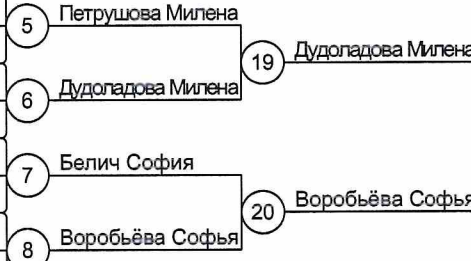 5 Петрушова Милена
19 Дудоладова Милена
6 Дудоладова Милена
7 Белич София
20 Воробьёва Софья
8 Воробьёва Софья